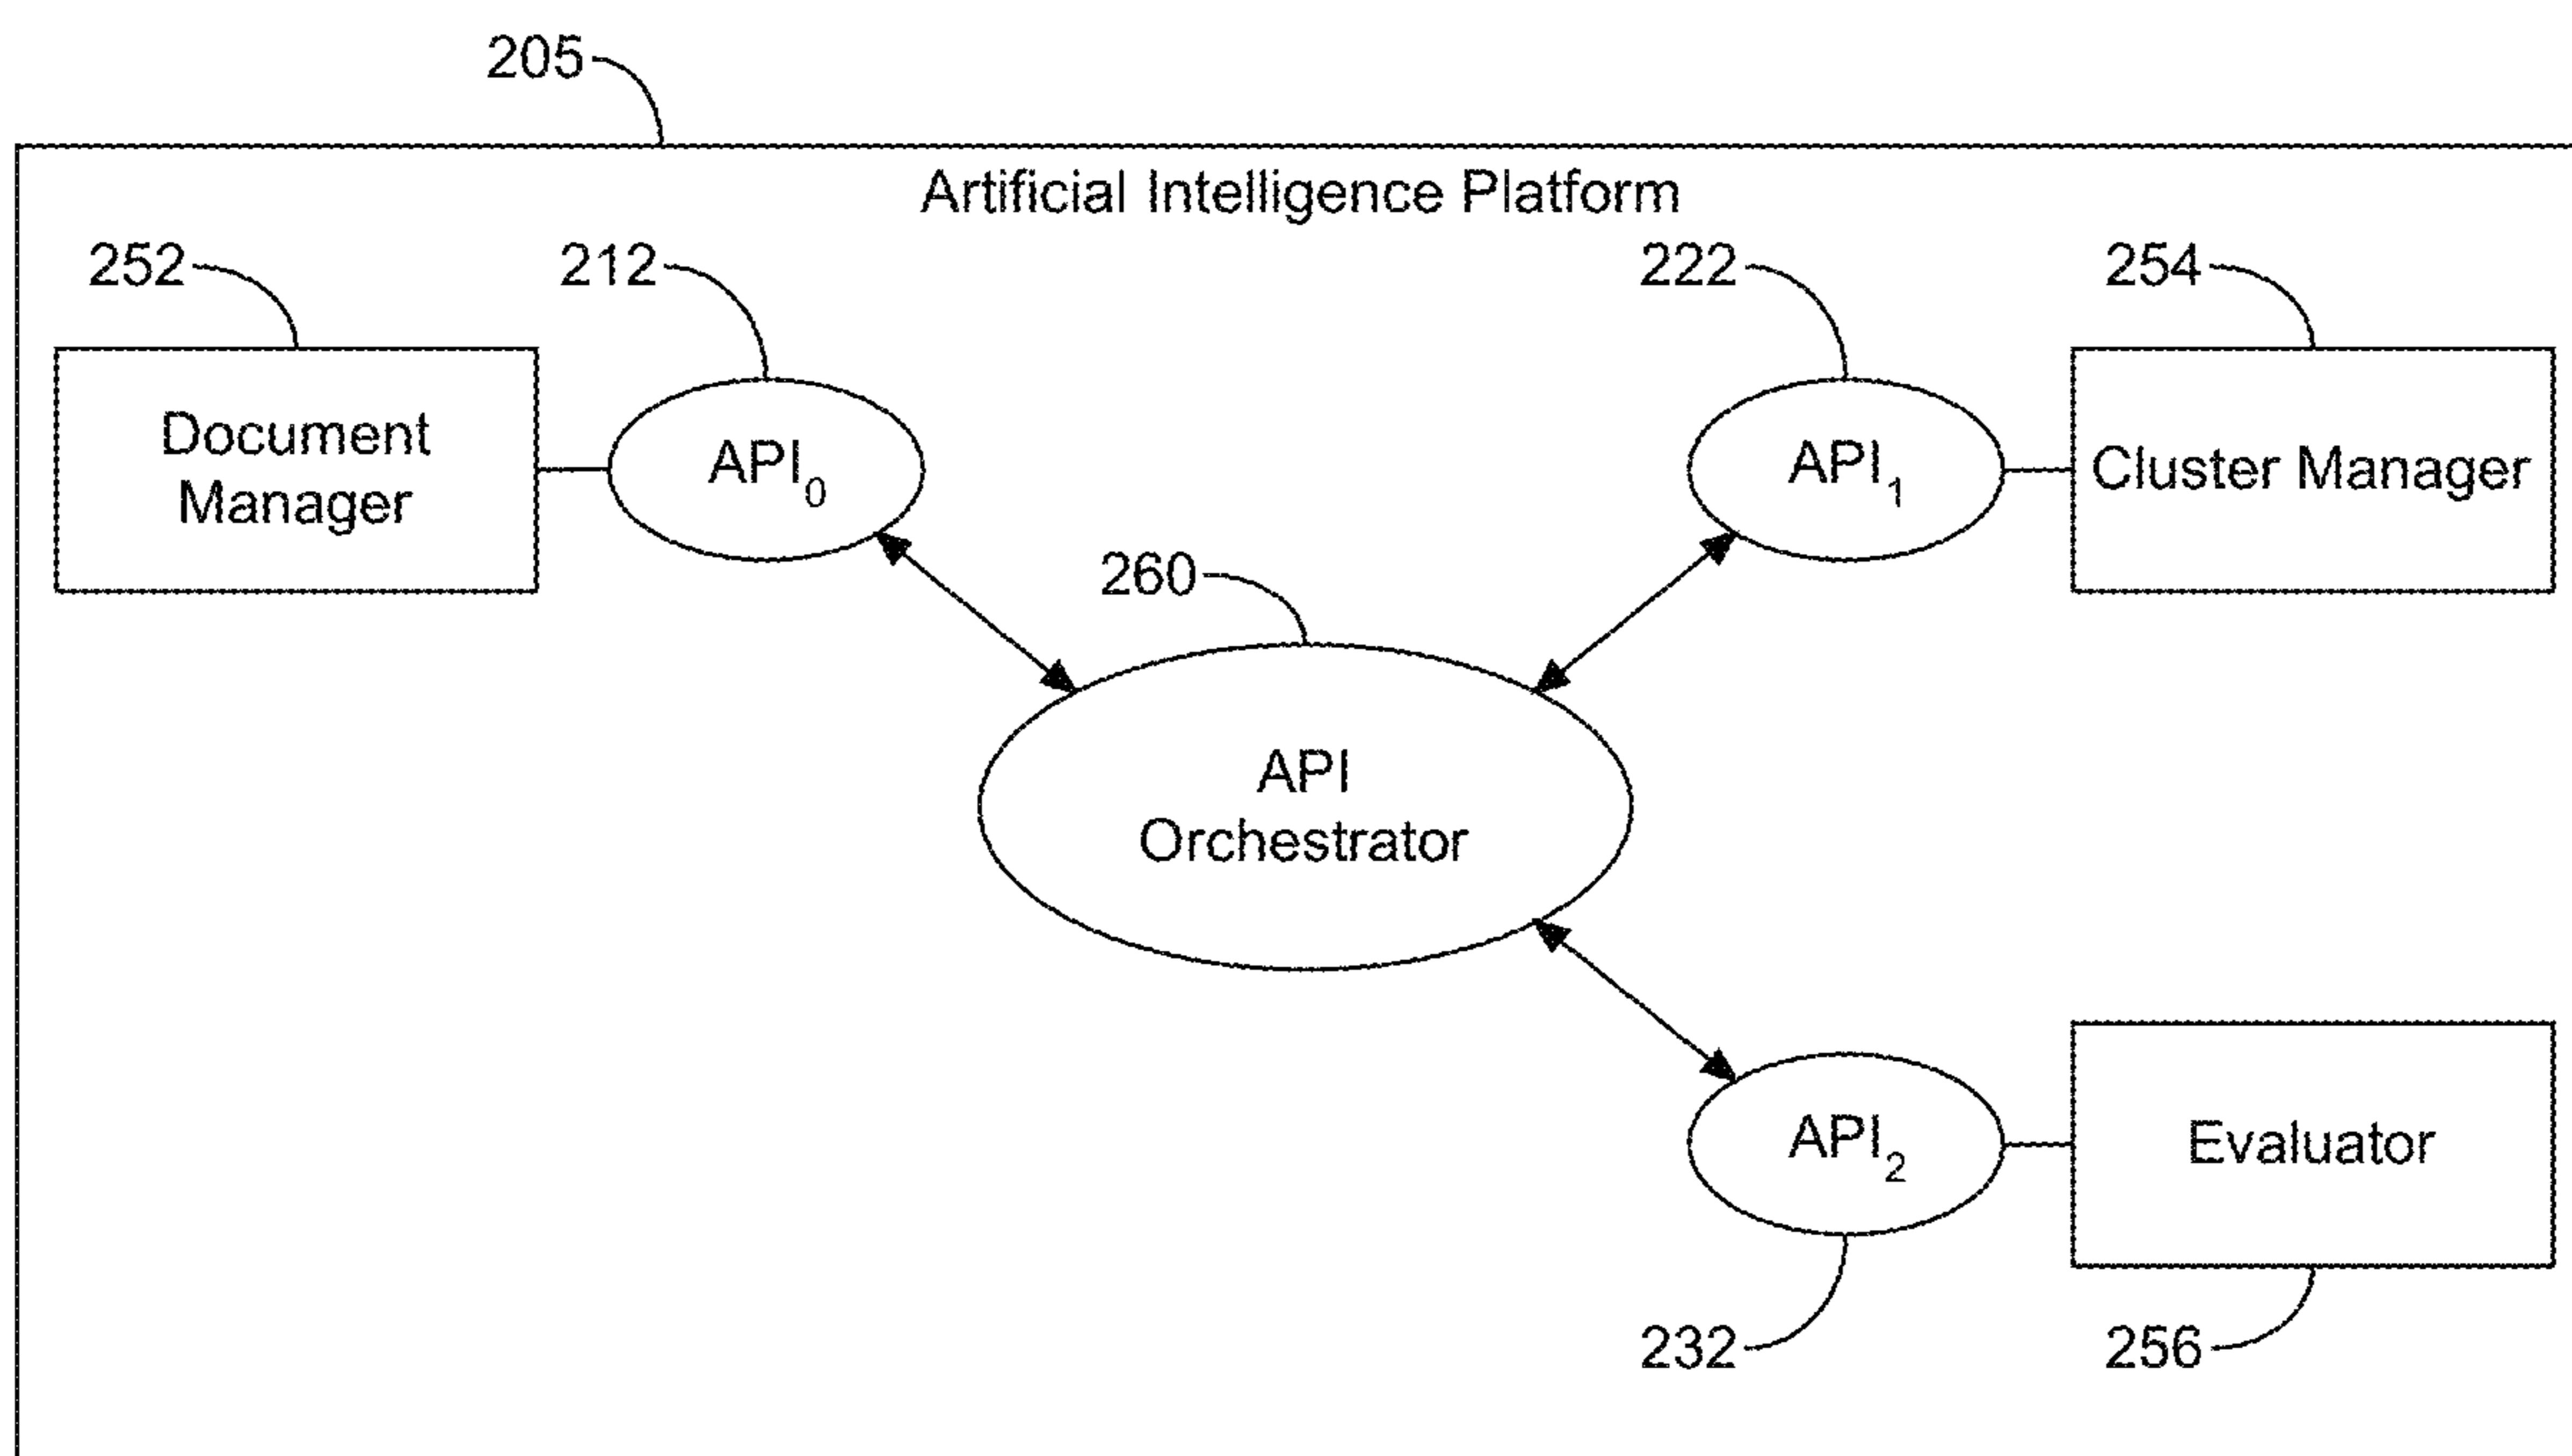 205
Artificial Intelligence Platform
252
212
222
254
Document
Manager
API₀
API₁
Cluster Manager
260
API
Orchestrator
API₂
Evaluator
232
256